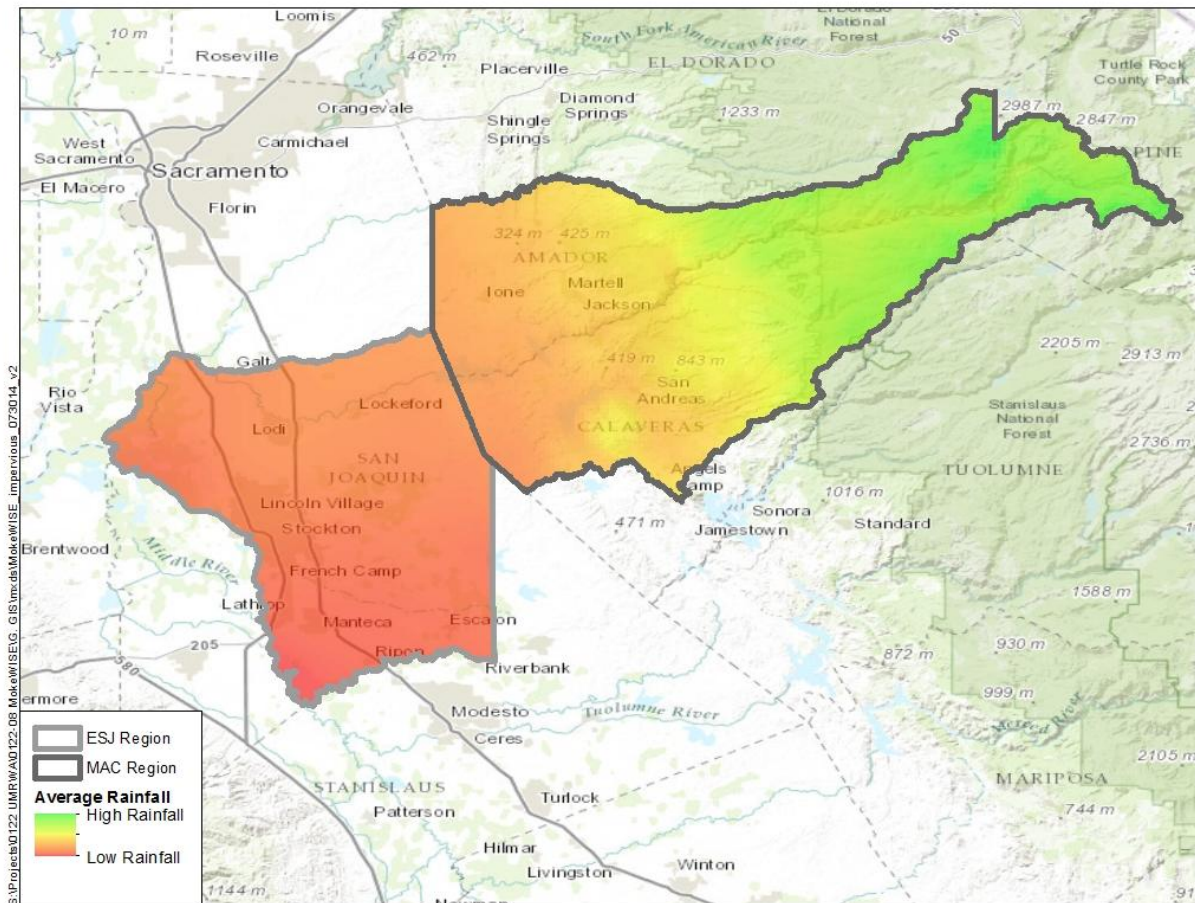 Loomis
El Dorado
National
Forest
10 m
Roseville
South Fork American River
50
462 m
Placerville
EL DORADO
Turtle Rock
County Park
Orangevale
Diamond
Springs
1233 m
2987 m
2847 m
Shingle
Springs
West
Sacramento
Carmichael
Sacramento
El Macero
Florin
324 m
425 m
AMADOR
Martell
Ione
Jackson
2205 m
2913 m
Galt
419 m
843 m
Rio
Vista
San
Andreas
Lockeford
Stanislaus
National
Forest
Lodi
CALAVERAS
2736 m
SAN
JOAQUIN
TUOLUMNE
Lincoln Village
1016 m
Stockton
Sonora
Standard
471 m
Jamestown
Brentwood
Middle River
French Camp
1588 m
Lathrop
Manteca
Escalon
930 m
205
Ripon
872 m
580
Riverbank
999 m
Modesto
Tuolumne River
Merced River
Ceres
2105 m
STANISLAUS
MARIPOSA
Turlock
744 m
Patterson
Hilmar
Winton
Livingston
1144 m
ESJ Region
MAC Region
Average Rainfall
High Rainfall
Low Rainfall